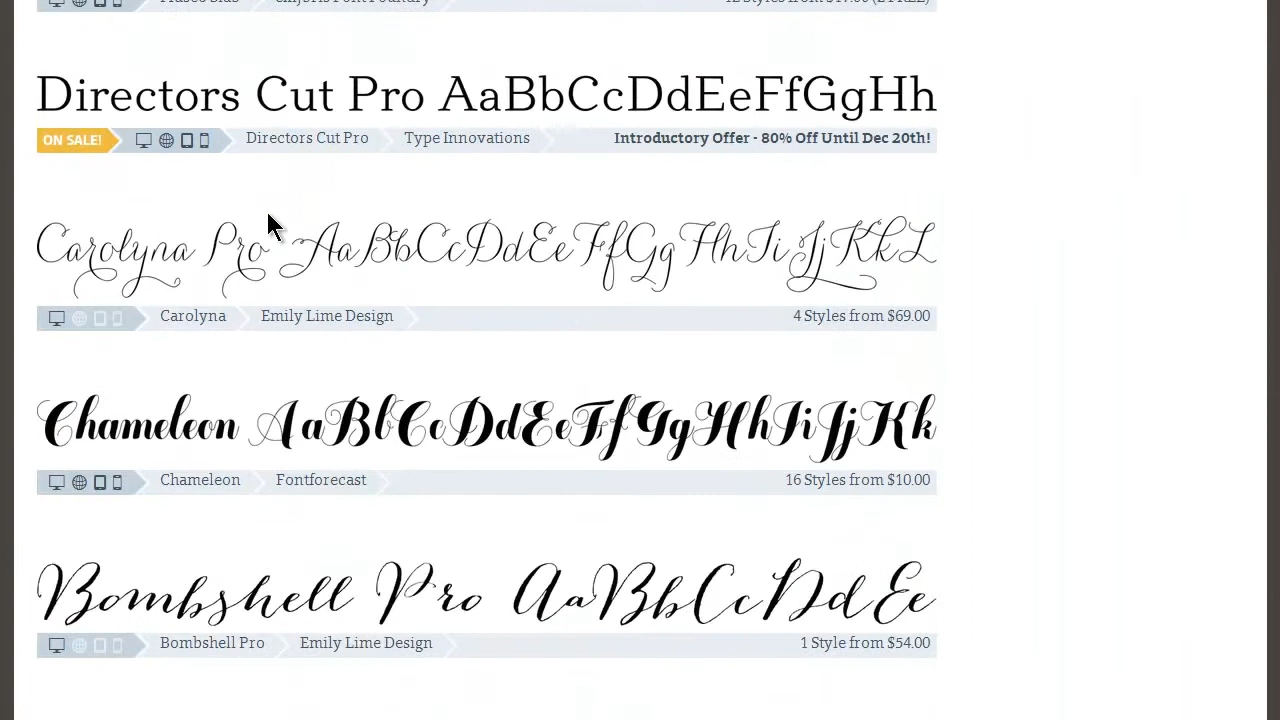 Directors Cut Pro AaBbCcDdEeFfGgHh
ON SALE! Directors Cut Pro Type Innovations Introductory Offer - 80% Off Until Dec 20th!
Carolyna Pro AaBbCcDdEeFfGgHhIiJjKkL
Carolyna Emily Lime Design 4 Styles from $69.00
Chameleon AaBbCcDdEeFfGgHhIiJjKk
Chameleon Fontforecast 16 Styles from $10.00
Bombshell Pro AaBbCcDdEe
Bombshell Pro Emily Lime Design 1 Style from $54.00